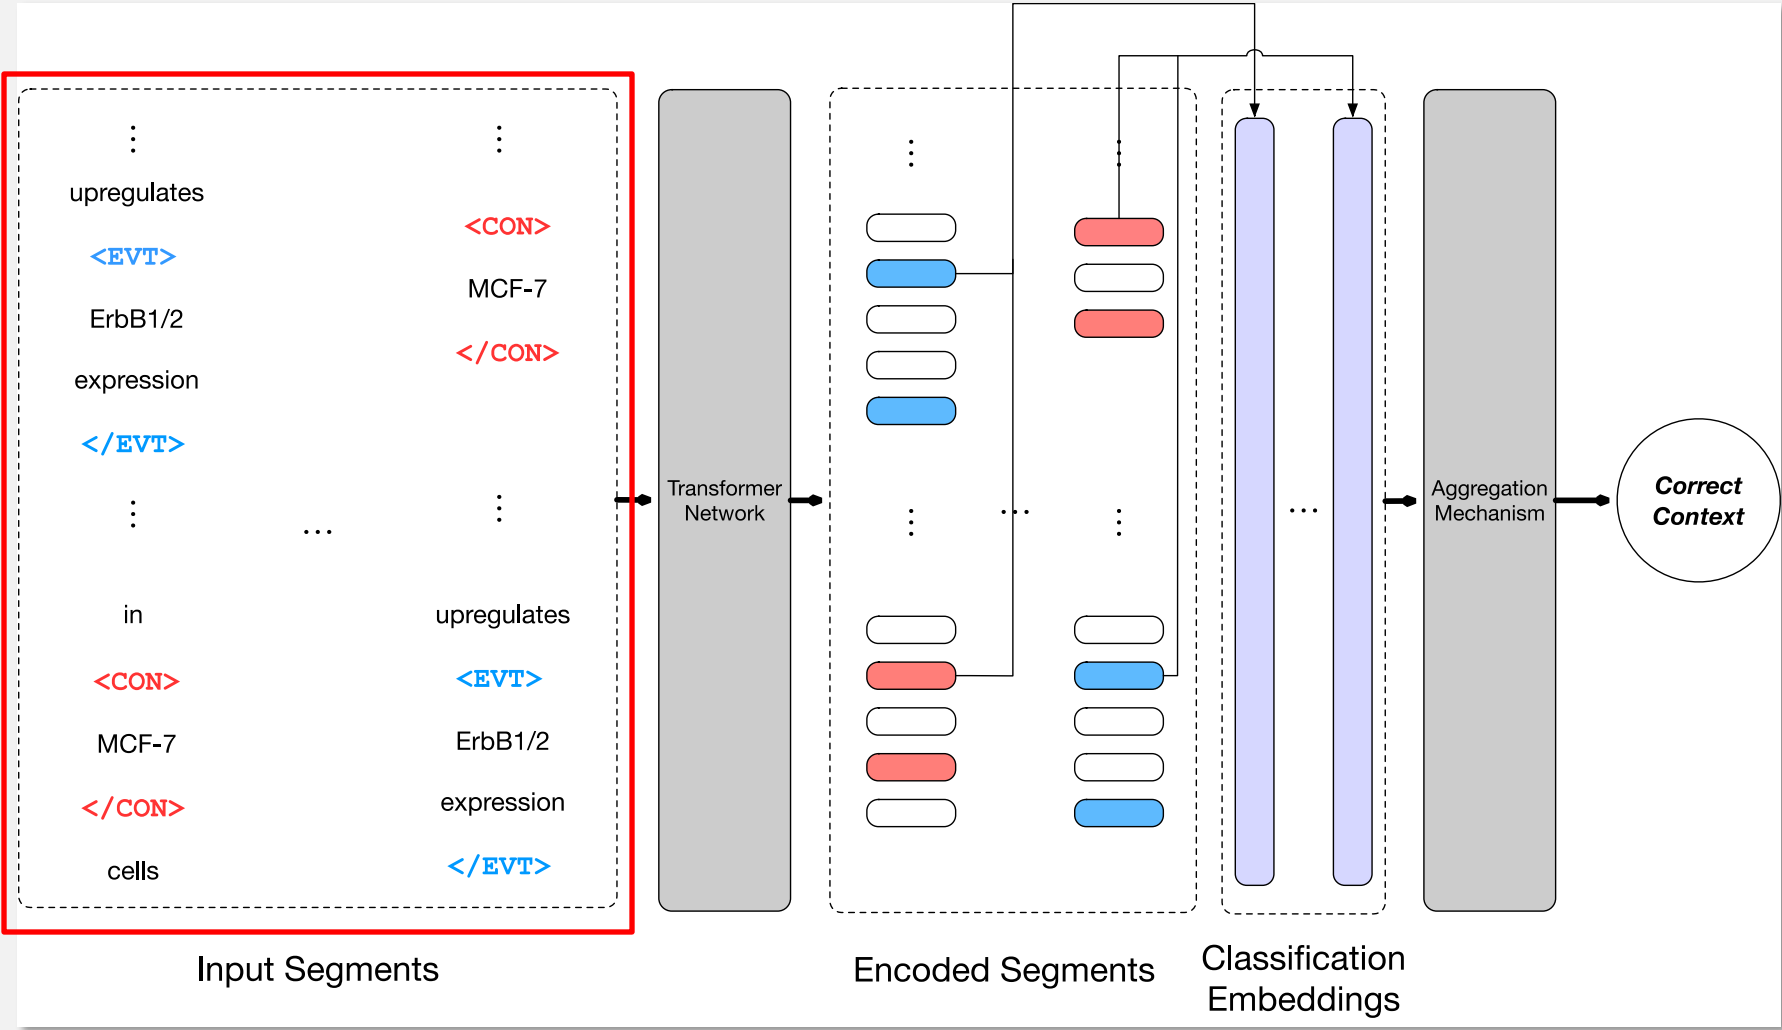 ⋮
upregulates
<EVT>
ErbB1/2
expression
</EVT>
⋮
in
<CON>
MCF-7
</CON>
cells
...
⋮
<CON>
MCF-7
</CON>
⋮
upregulates
<EVT>
ErbB1/2
expression
</EVT>
Input Segments
Transformer
Network
⋮
⋮
...
⋮
⋮
Encoded Segments
...
Classification
Embeddings
Aggregation
Mechanism
Correct
Context